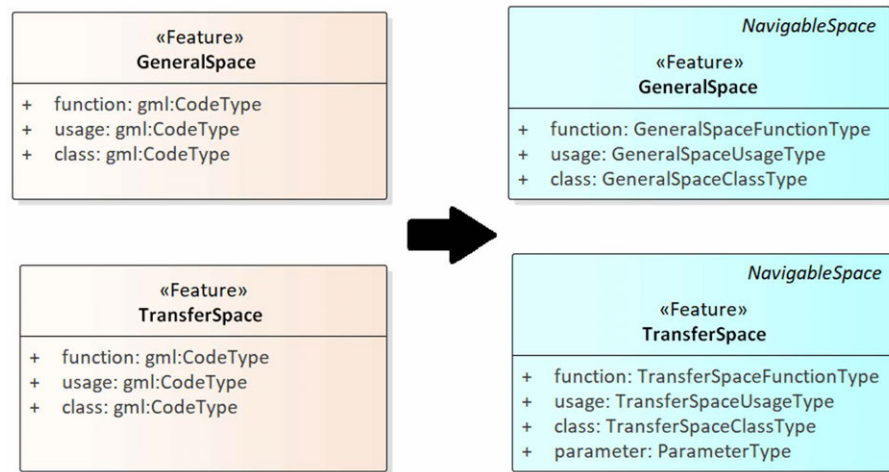 «Feature»
GeneralSpace
+ function: gml:CodeType
+ usage: gml:CodeType
+ class: gml:CodeType
NavigableSpace
«Feature»
GeneralSpace
+ function: GeneralSpaceFunctionType
+ usage: GeneralSpaceUsageType
+ class: GeneralSpaceClassType
«Feature»
TransferSpace
+ function: gml:CodeType
+ usage: gml:CodeType
+ class: gml:CodeType
NavigableSpace
«Feature»
TransferSpace
+ function: TransferSpaceFunctionType
+ usage: TransferSpaceUsageType
+ class: TransferSpaceClassType
+ parameter: ParameterType